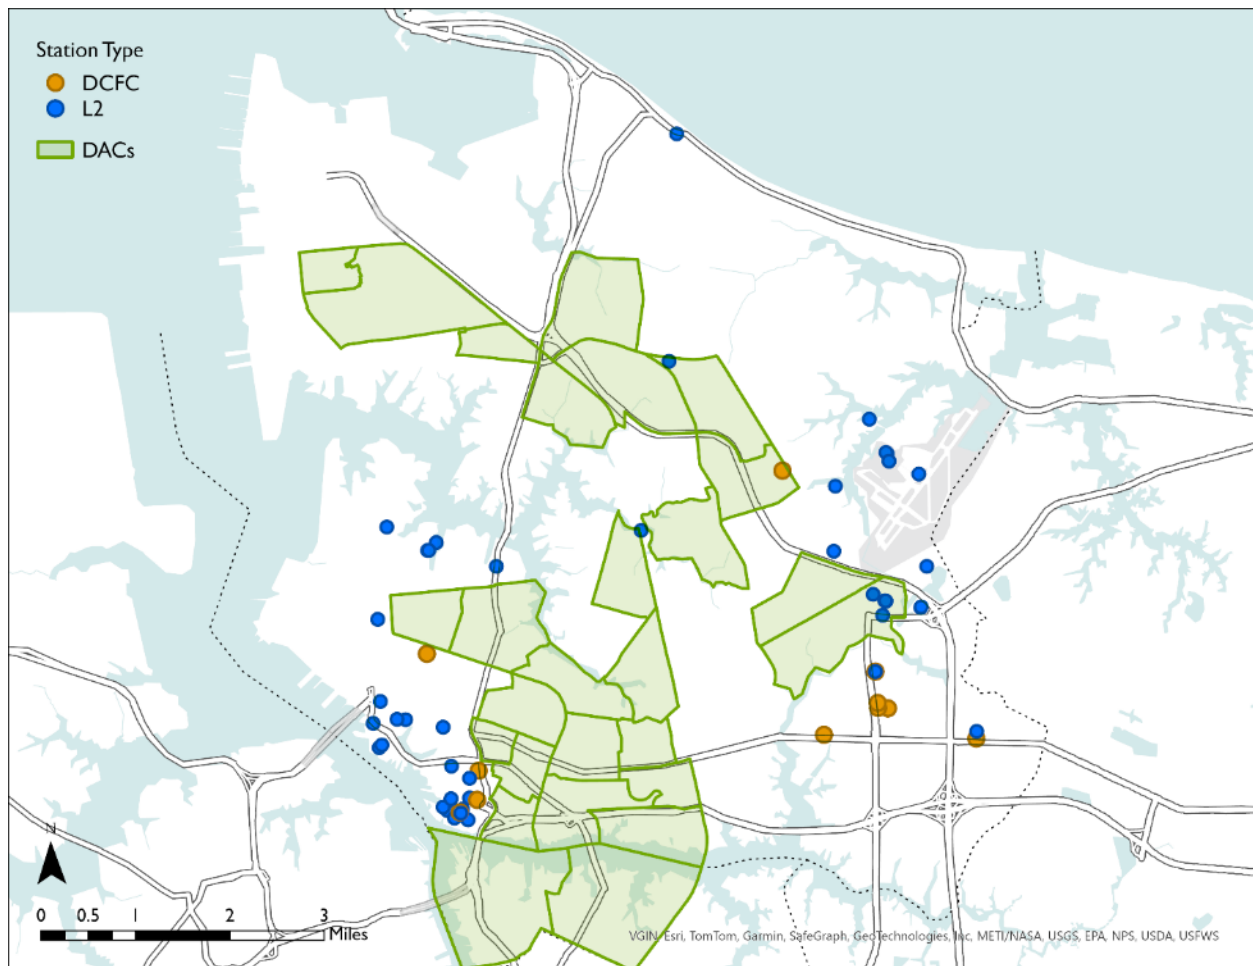 Station Type
DCFC
L2
DACs
N
0 0.5 1 2 3
Miles
VGIN, Esri, TomTom, Garmin, SafeGraph, GeoTechnologies, Inc, METI/NASA, USGS, EPA, NPS, USDA, USFWS